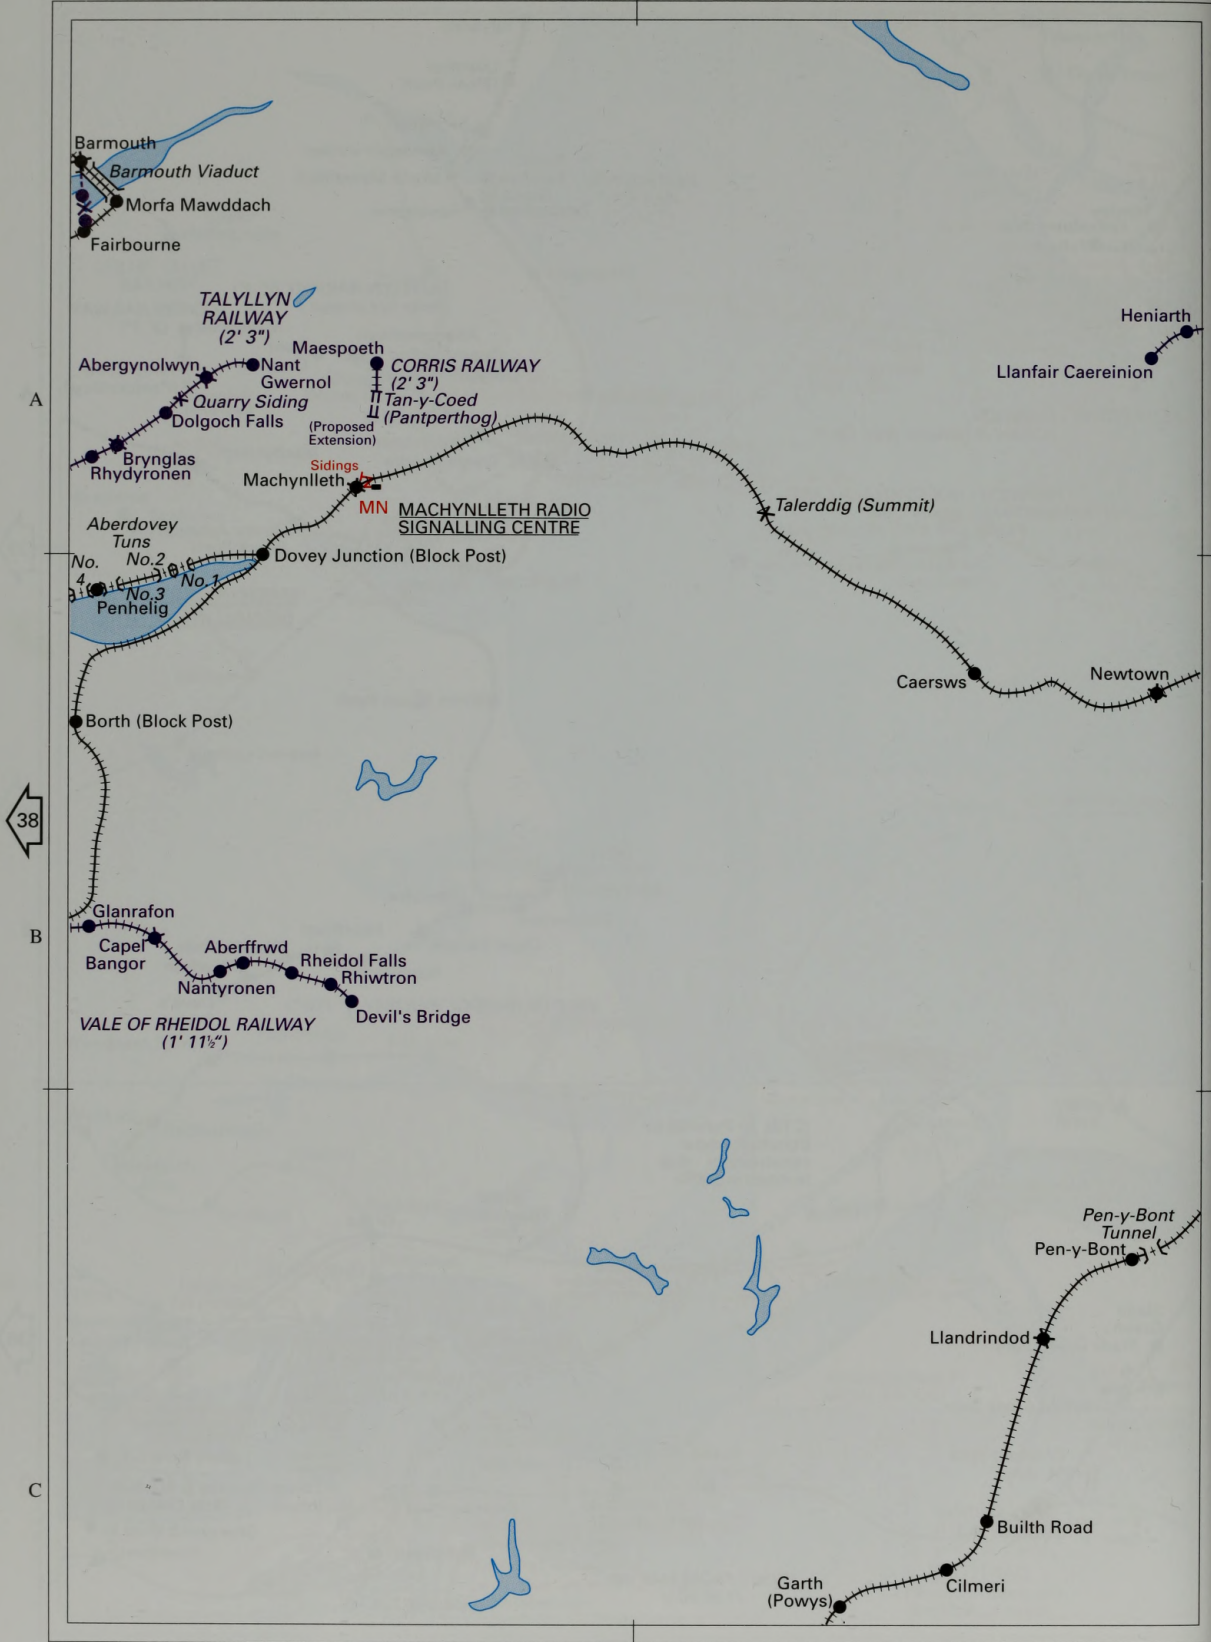 Barmouth
Barmouth Viaduct
Morfa Mawddach
Fairbourne
TALYLLYN
RAILWAY
(2' 3")
Abergynolwyn
Nant
Gwernol
Quarry Siding
Dolgoch Falls
Brynglas
Rhydyronen
Maespoeth
CORRIS RAILWAY
(2' 3")
Tan-y-Coed
(Pantperthog)
(Proposed
Extension)
Heniarth
Llanfair Caereinion
A
Sidings
Machynlleth
MN
MACHYNLLETH RADIO
SIGNALLING CENTRE
Talerddig (Summit)
Aberdovey
Tuns
No.
4
No.2
No.1
No.3
Penhelig
Dovey Junction (Block Post)
Caersws
Newtown
Borth (Block Post)
38
B
Glanrafon
Capel
Bangor
Aberffrwd
Nantyronen
Rheidol Falls
Rhiwtron
Devil's Bridge
VALE OF RHEIDOL RAILWAY
(1' 11½")
Pen-y-Bont
Tunnel
Pen-y-Bont
Llandrindod
C
Builth Road
Cilmeri
Garth
(Powys)